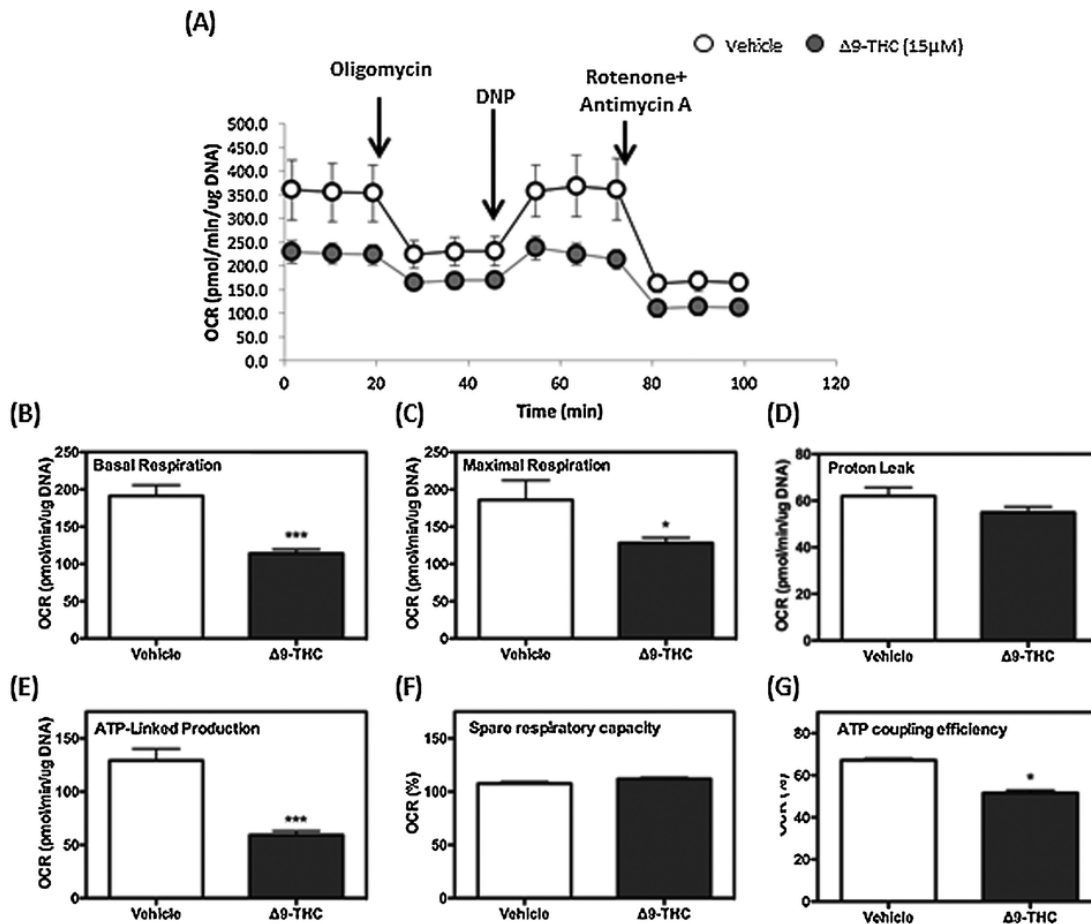 (A)
Vehicle Δ9-THC (15μM)
Oligomycin
DNP
Rotenone+
Antimycin A
OCR (pmol/min/ug DNA)
500.0
450.0
400.0
350.0
300.0
250.0
200.0
150.0
100.0
50.0
0.0
0 20 40 60 80 100 120
Time (min)
(B)
Basal Respiration
OCR (pmol/min/ug DNA)
250
200
150
100
50
0
***
Vehicle Δ9-THC
(C)
Maximal Respiration
OCR (pmol/min/ug DNA)
250
200
150
100
50
0
*
Vehicle Δ9-THC
(D)
Proton Leak
OCR (pmol/min/ug DNA)
80
60
40
20
0
Vehicle Δ9-THC
(E)
ATP-Linked Production
OCR (pmol/min/ug DNA)
150
100
50
0
***
Vehicle Δ9-THC
(F)
Spare respiratory capacity
OCR (%)
150
100
50
0
Vehicle Δ9-THC
(G)
ATP coupling efficiency
OCR (%)
80
60
40
20
0
*
Vehicle Δ9-THC